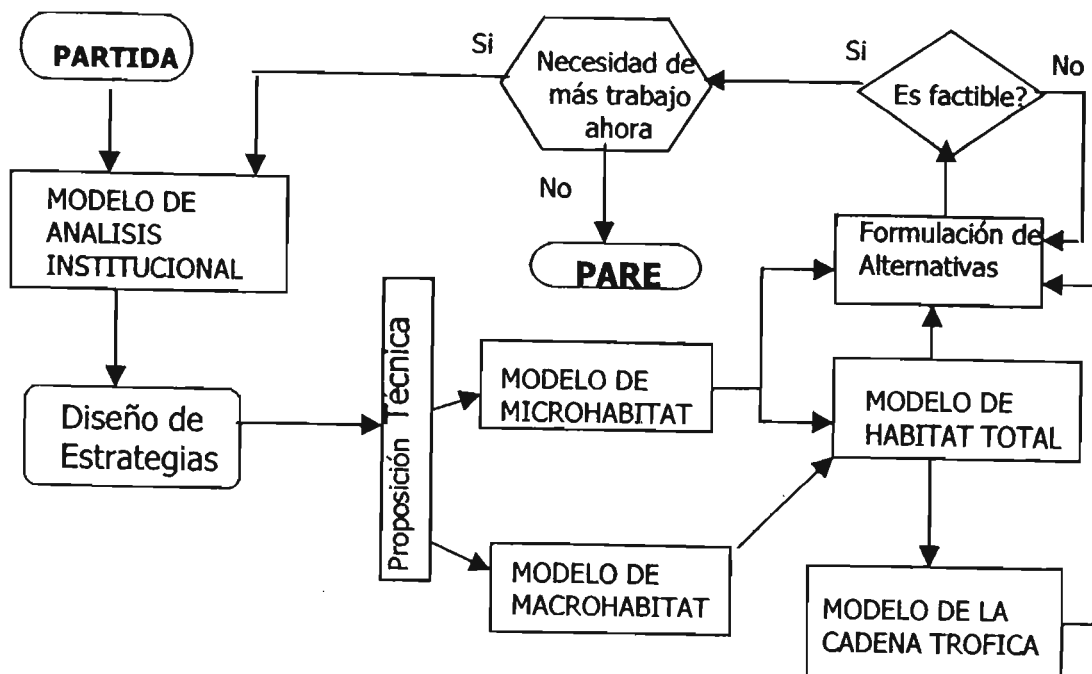 PARTIDA
Si
Necesidad de
más trabajo
ahora
Si
Es factible?
No
MODELO DE
ANALISIS
INSTITUCIONAL
No
PARE
Formulación de
Alternativas
Diseño de
Estrategias
Proposición Técnica
MODELO DE
MICROHABITAT
MODELO DE
HABITAT TOTAL
MODELO DE
MACROHABITAT
MODELO DE LA
CADENA TROFICA